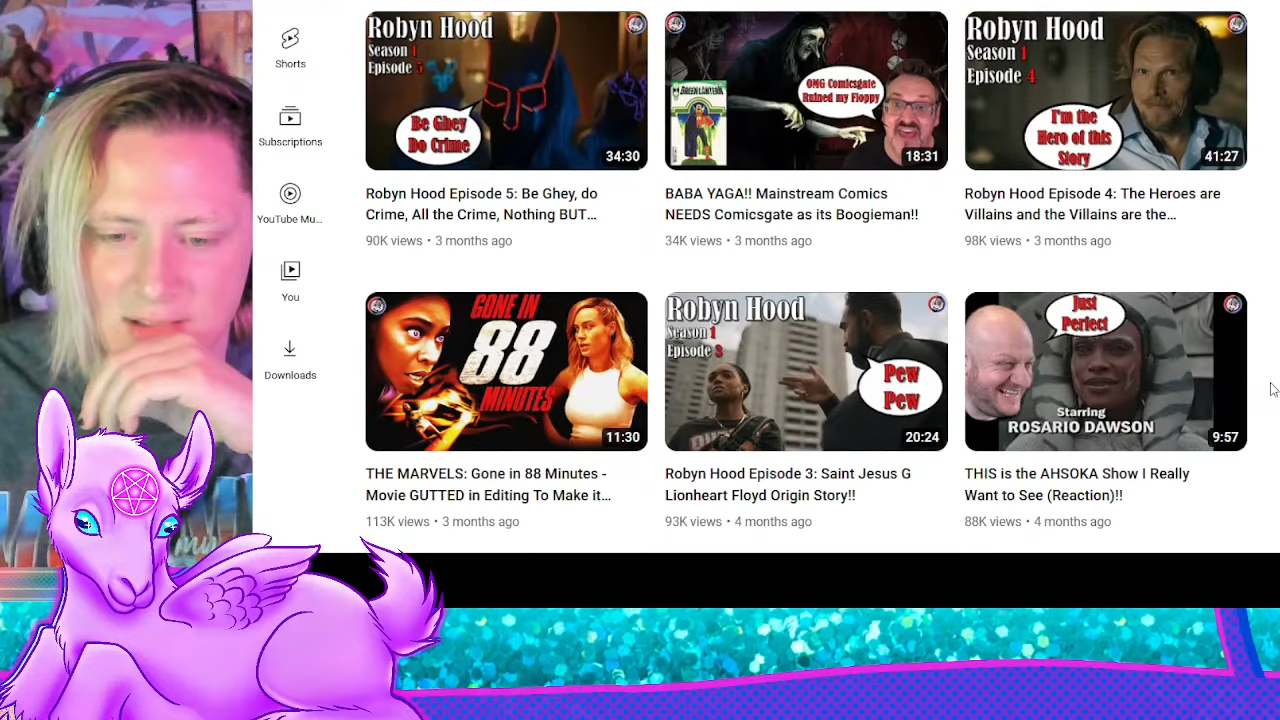 Shorts
Subscriptions
YouTube Mu...
You
Downloads
Robyn Hood
Season 1
Episode 5
Be Ghey
Do Crime
34:30
Robyn Hood Episode 5: Be Ghey, do
Crime, All the Crime, Nothing BUT...
90K views • 3 months ago
GREEN LANTERN
OMG Comicsgate
Ruined my Floppy
18:31
BABA YAGA!! Mainstream Comics
NEEDS Comicsgate as its Boogieman!!
34K views • 3 months ago
Robyn Hood
Season 1
Episode 4
I'm the
Hero of this
Story
41:27
Robyn Hood Episode 4: The Heroes are
Villains and the Villains are the...
98K views • 3 months ago
GONE IN
88
MINUTES
11:30
THE MARVELS: Gone in 88 Minutes -
Movie GUTTED in Editing To Make it...
113K views • 3 months ago
Robyn Hood
Season 1
Episode 3
Pew
Pew
20:24
Robyn Hood Episode 3: Saint Jesus G
Lionheart Floyd Origin Story!!
93K views • 4 months ago
Just
Perfect
Starring
ROSARIO DAWSON
9:57
THIS is the AHSOKA Show I Really
Want to See (Reaction)!!
88K views • 4 months ago